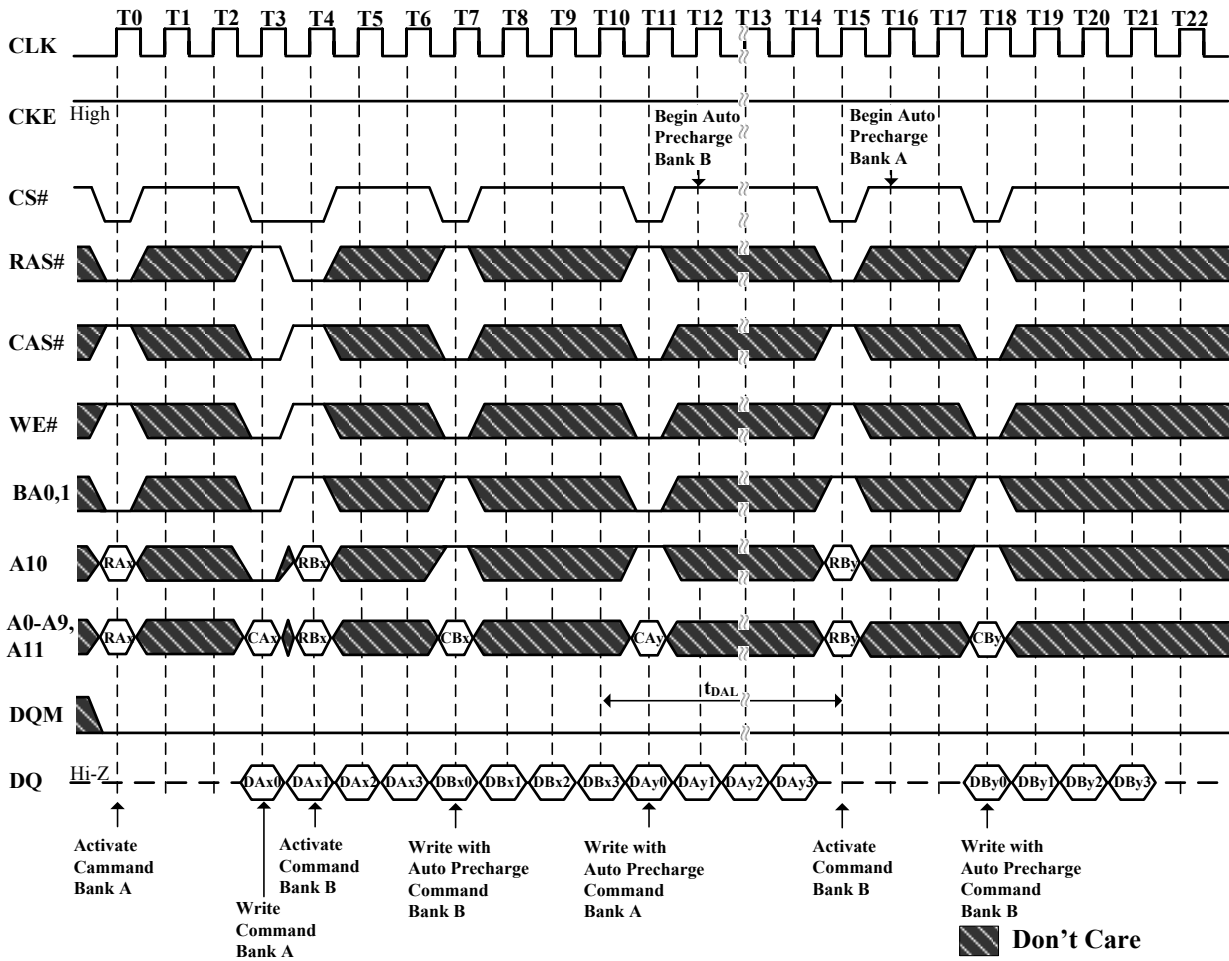 T0 T1 T2 T3 T4 T5 T6 T7 T8 T9 T10 T11 T12 T13 T14 T15 T16 T17 T18 T19 T20 T21 T22
CLK
CKE High
Begin Auto
Precharge
Bank B
Begin Auto
Precharge
Bank A
CS#
RAS#
CAS#
WE#
BA0,1
A10 RAx RBx RBy
A0-A9,
A11
RAx CAx RBx CBx CAy RBy CBy
tDAL
DQM
DQ Hi-Z DAx0 DAx1 DAx2 DAx3 DBx0 DBx1 DBx2 DBx3 DAy0 DAy1 DAy2 DAy3 DBy0 DBy1 DBy2 DBy3
Activate
Cammand
Bank A
Write
Command
Bank A
Activate
Command
Bank B
Write with
Auto Precharge
Command
Bank B
Write with
Auto Precharge
Command
Bank A
Activate
Command
Bank B
Write with
Auto Precharge
Command
Bank B
Don't Care